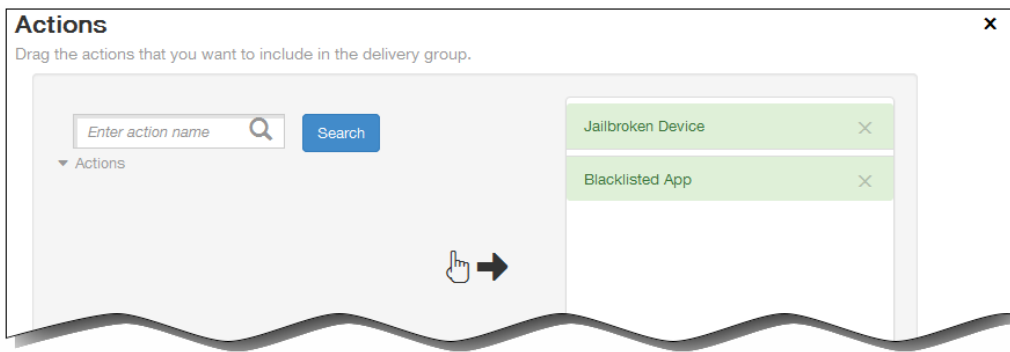 Actions
Drag the actions that you want to include in the delivery group.
Enter action name
Search
Actions
Jailbroken Device
Blacklisted App